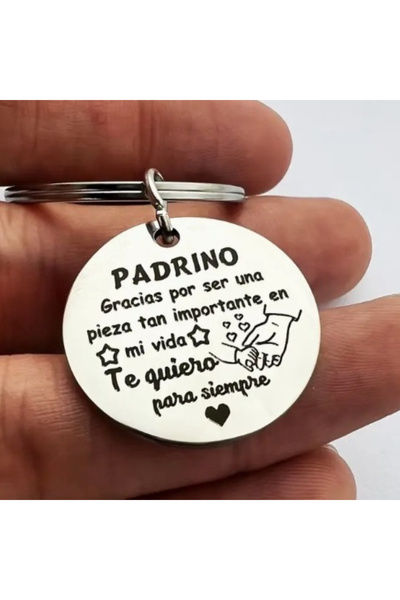 PADRINO
Gracias por ser una
pieza tan importante en
mi vida
Te quiero
para siempre